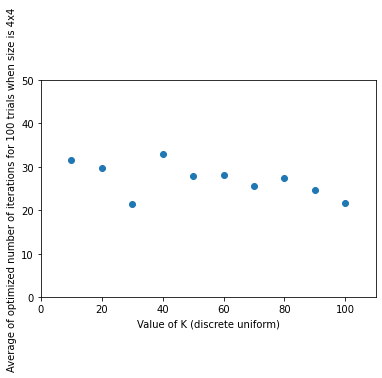 Average of optimized number of iterations for 100 trials when size is 4x4
50
40
30
20
10
0
0 20 40 60 80 100
Value of K (discrete uniform)